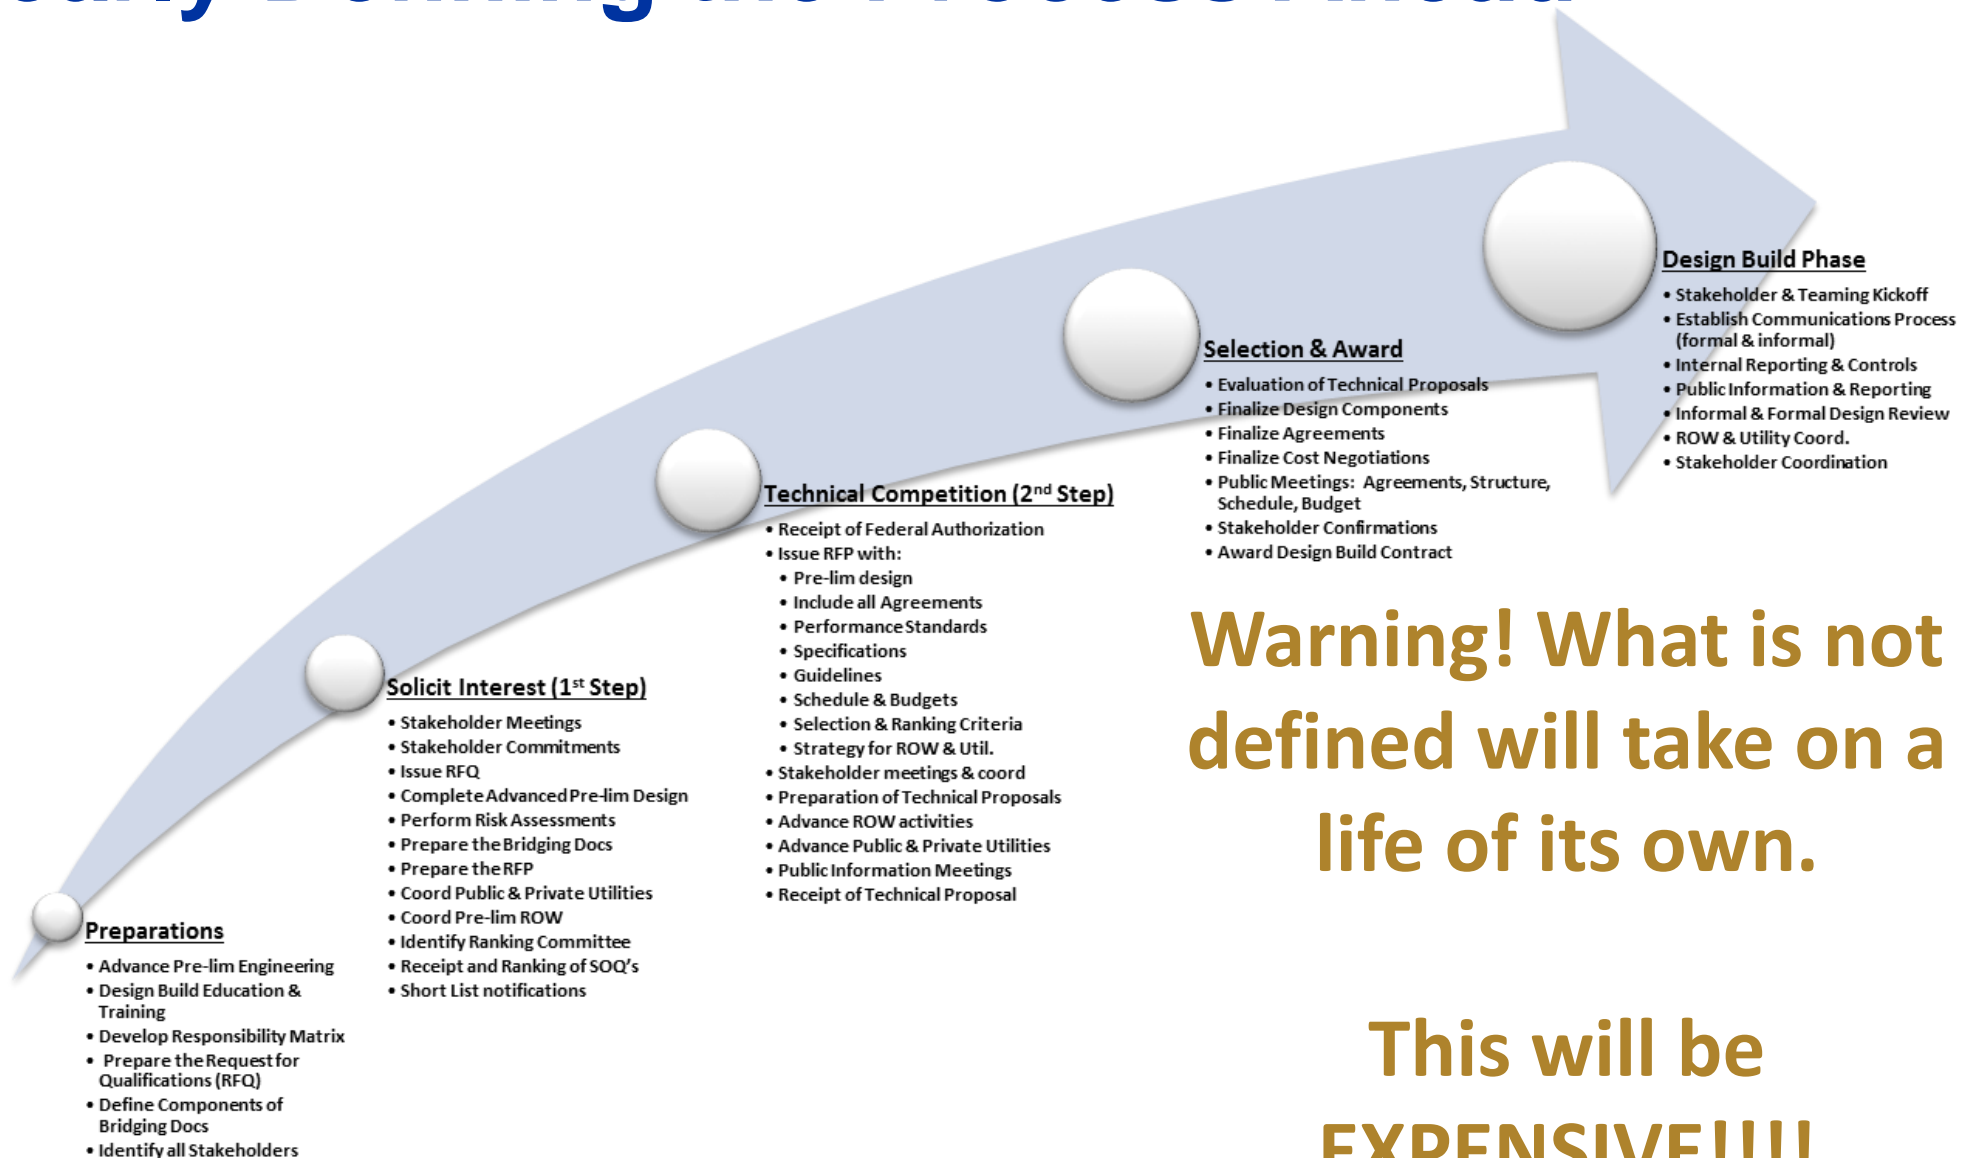 Defining the Process Ahead
Preparations
• Advance Pre-lim Engineering
• Design Build Education &
Training
• Develop Responsibility Matrix
• Prepare the Request for
Qualifications (RFQ)
• Define Components of
Bridging Docs
• Identify all Stakeholders
Solicit Interest (1st Step)
• Stakeholder Meetings
• Stakeholder Commitments
• Issue RFQ
• Complete Advanced Pre-lim Design
• Perform Risk Assessments
• Prepare the Bridging Docs
• Prepare the RFP
• Coord Public & Private Utilities
• Coord Pre-lim ROW
• Identify Ranking Committee
• Receipt and Ranking of SOQ's
• Short List notifications
Technical Competition (2nd Step)
• Receipt of Federal Authorization
• Issue RFP with:
• Pre-lim design
• Include all Agreements
• Performance Standards
• Specifications
• Guidelines
• Schedule & Budgets
• Selection & Ranking Criteria
• Strategy for ROW & Util.
• Stakeholder meetings & coord
• Preparation of Technical Proposals
• Advance ROW activities
• Advance Public & Private Utilities
• Public Information Meetings
• Receipt of Technical Proposal
Selection & Award
• Evaluation of Technical Proposals
• Finalize Design Components
• Finalize Agreements
• Finalize Cost Negotiations
• Public Meetings: Agreements, Structure,
Schedule, Budget
• Stakeholder Confirmations
• Award Design Build Contract
Design Build Phase
• Stakeholder & Teaming Kickoff
• Establish Communications Process
(formal & informal)
• Internal Reporting & Controls
• Public Information & Reporting
• Informal & Formal Design Review
• ROW & Utility Coord.
• Stakeholder Coordination
Warning! What is not
defined will take on a
life of its own.
This will be
EXPENSIVE!!!!